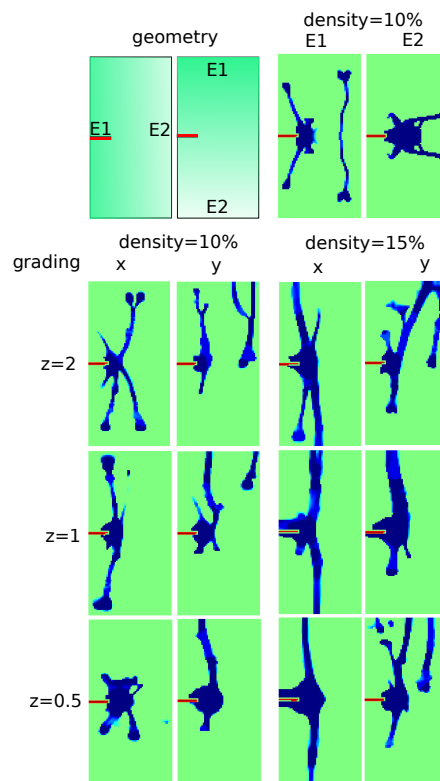 geometry
density=10%
E1 E2
E1
E1 E2
E2
density=10% density=15%
grading x y x y
z=2
z=1
z=0.5